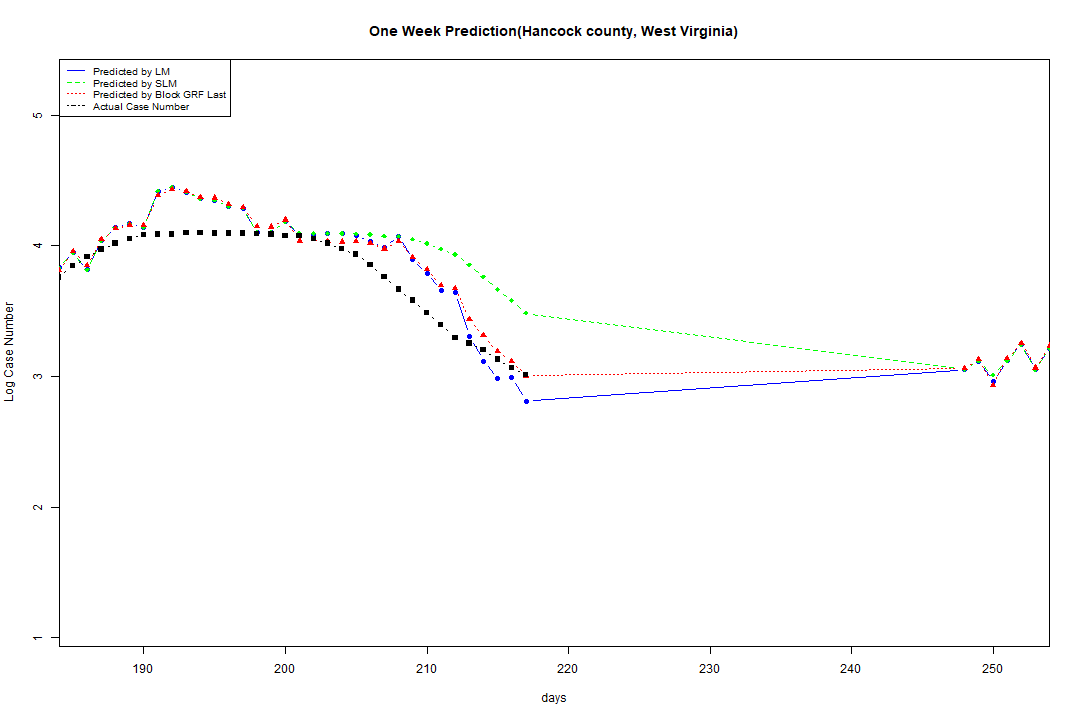 One Week Prediction(Hancock county, West Virginia)
Predicted by LM
Predicted by SLM
Predicted by Block GRF Last
Actual Case Number
Log Case Number
5
4
3
2
1
190 200 210 220 230 240 250
days